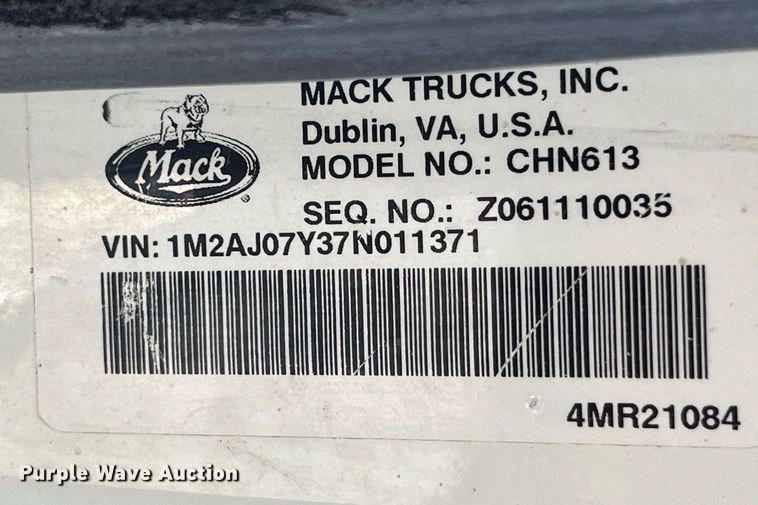 MACK TRUCKS, INC.
Dublin, VA, U.S.A.
MODEL NO.: CHN613
SEQ. NO.: Z061110035
Mack
®
VIN: 1M2AJ07Y37N011371
4MR21084
Purple Wave Auction